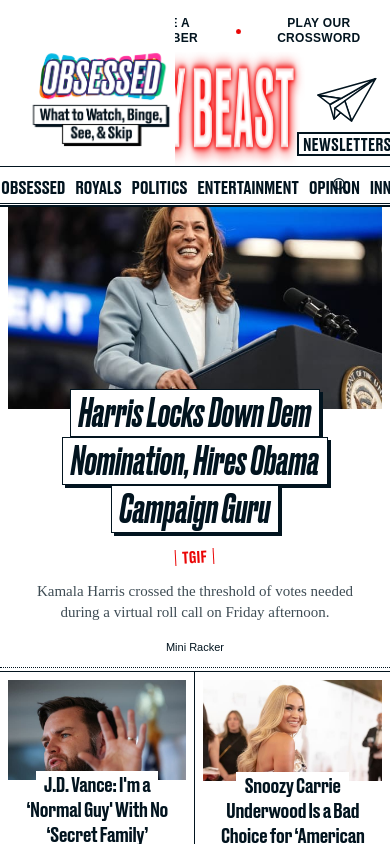 E A
BER
PLAY OUR
CROSSWORD
OBSESSED
What to Watch, Binge,
See, & Skip
Y BEAST
NEWSLETTERS
OBSESSED ROYALS POLITICS ENTERTAINMENT OPINION INN
ENT
Harris Locks Down Dem
Nomination, Hires Obama
Campaign Guru
TGIF
Kamala Harris crossed the threshold of votes needed
during a virtual roll call on Friday afternoon.
Mini Racker
J.D. Vance: I'm a
‘Normal Guy' With No
‘Secret Family’
Snoozy Carrie
Underwood Is a Bad
Choice for ‘American